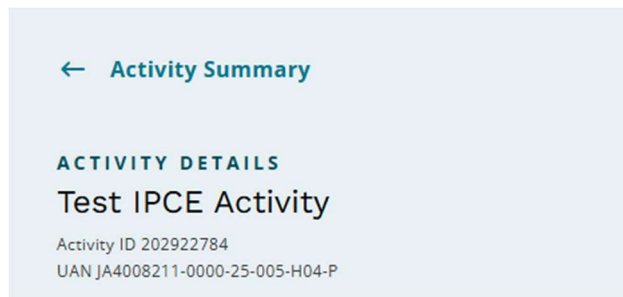 ← Activity Summary
ACTIVITY DETAILS
Test IPCE Activity
Activity ID 202922784
UAN JA4008211-0000-25-005-H04-P